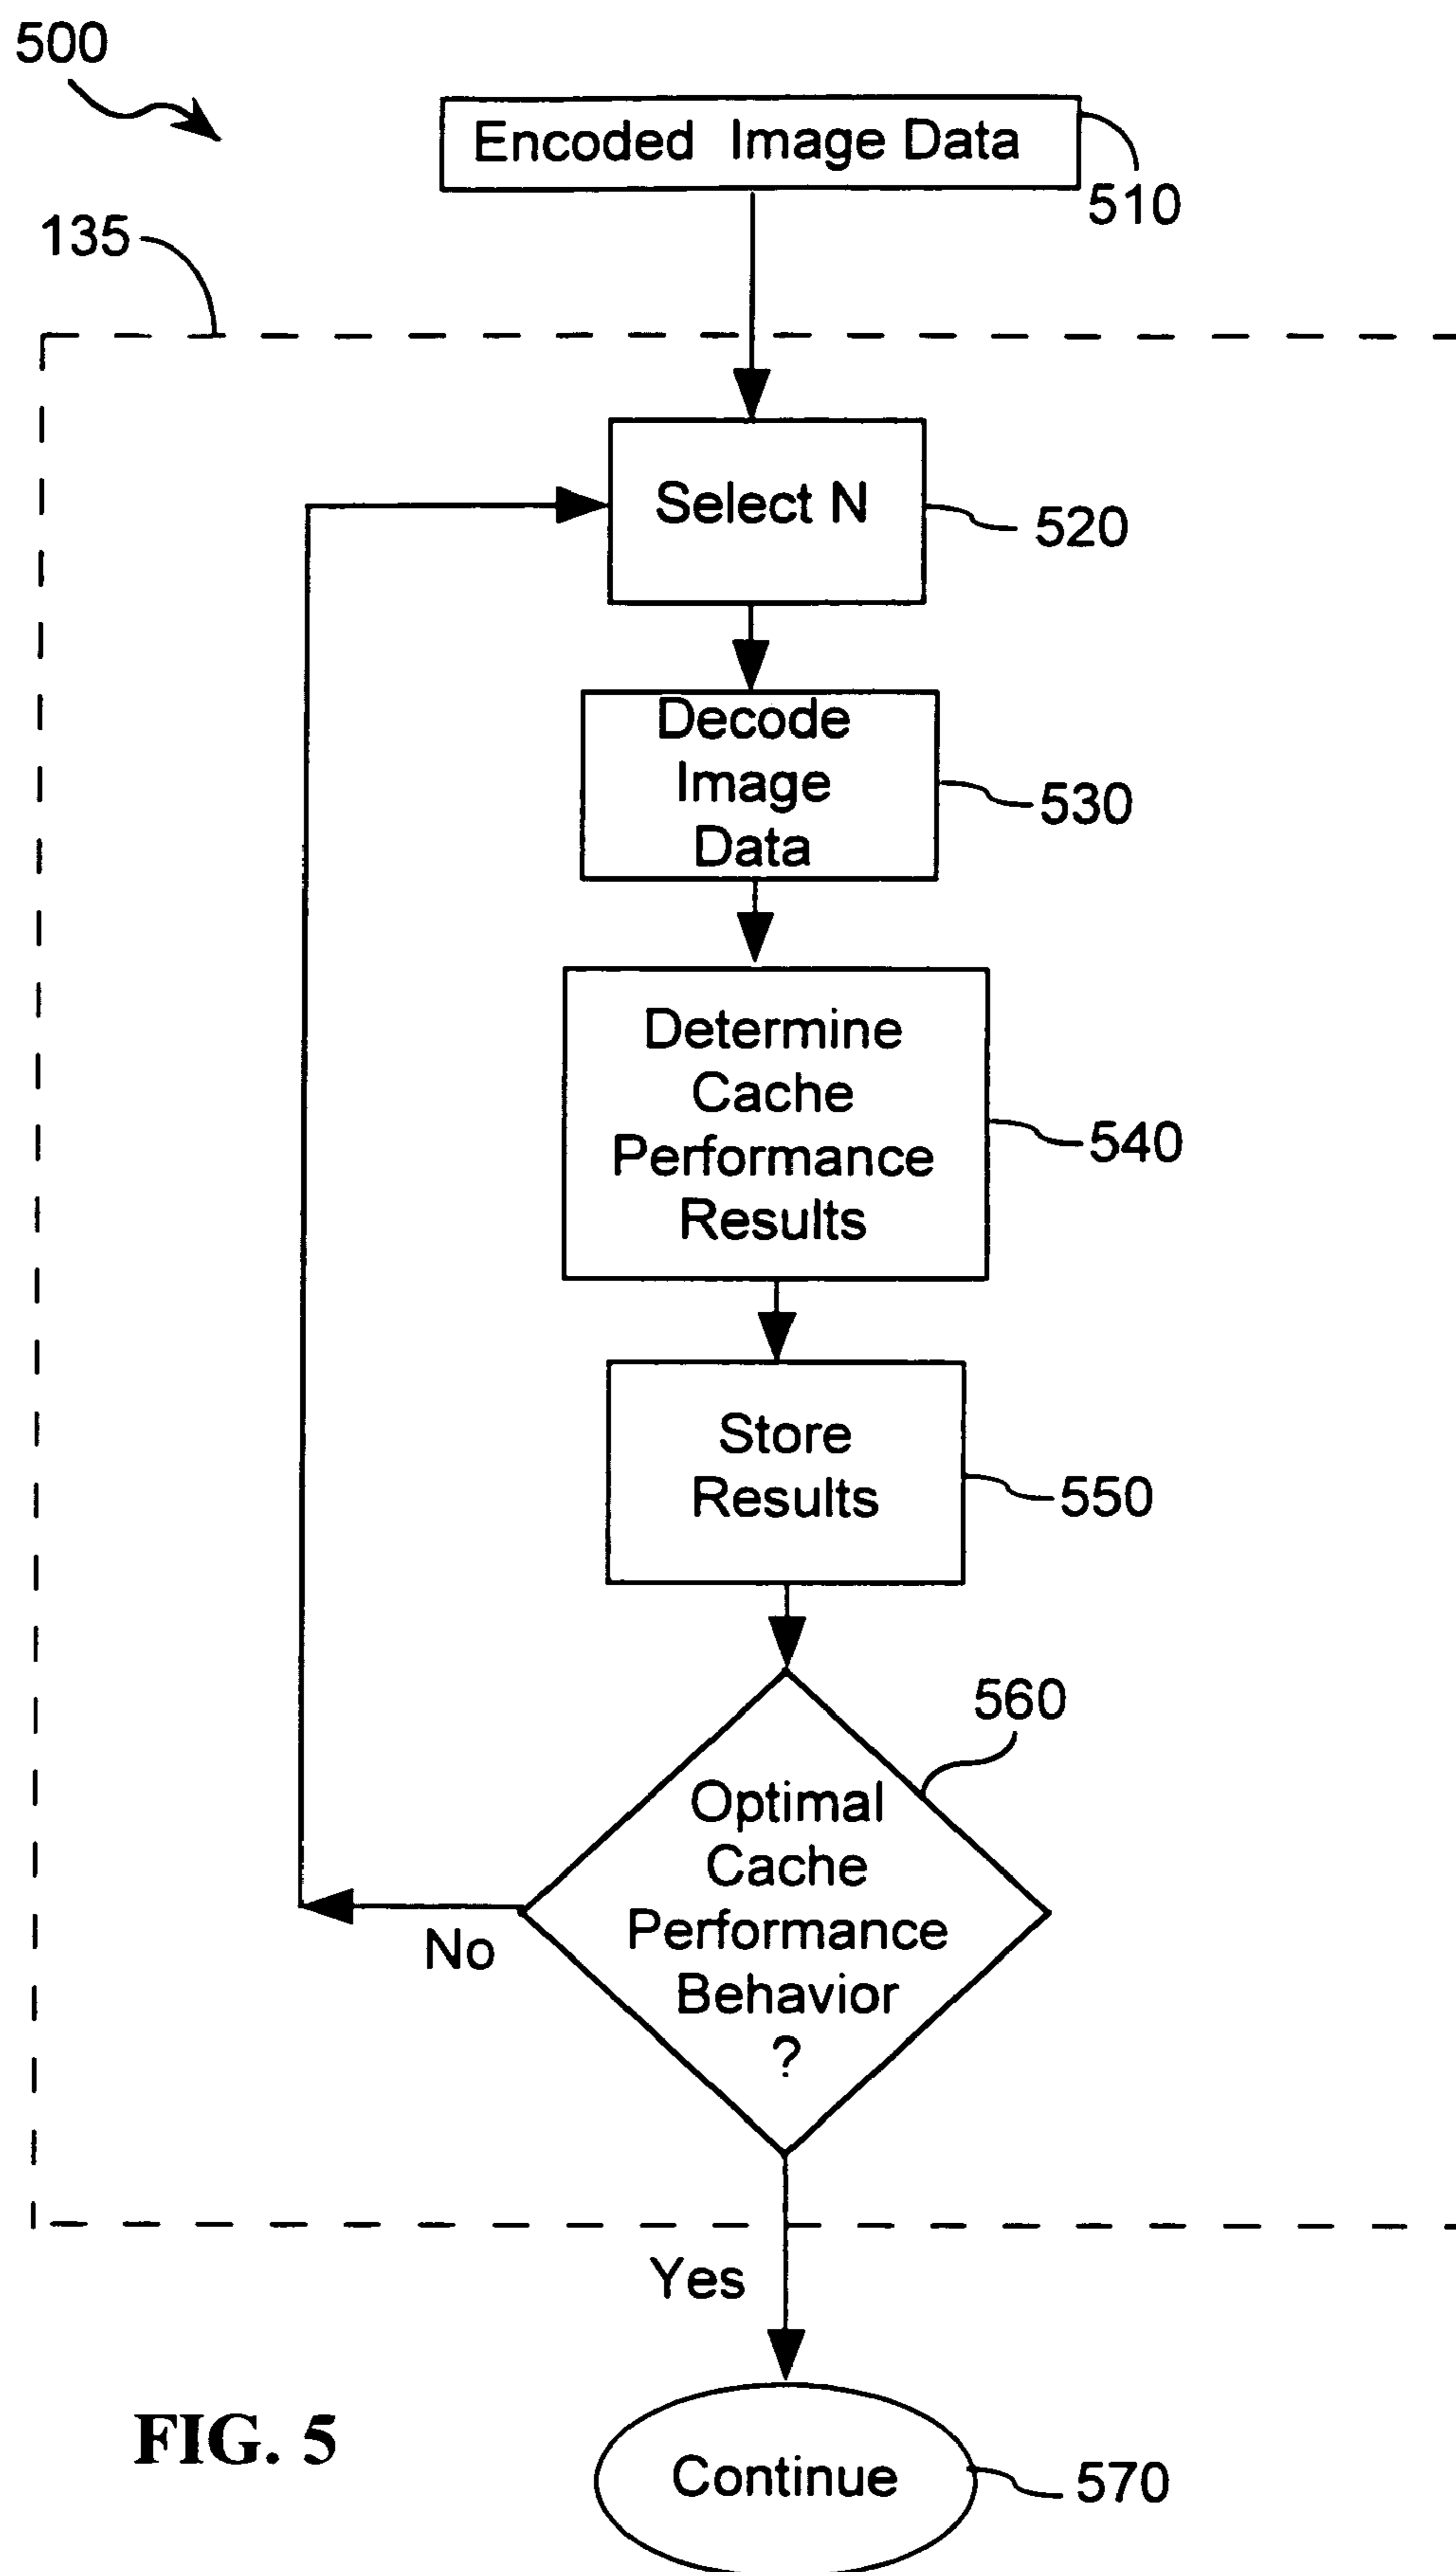 500
Encoded Image Data
510
135
Select N
520
Decode
Image
Data
530
Determine
Cache
Performance
Results
540
Store
Results
550
560
Optimal
Cache
Performance
Behavior
?
No
Yes
FIG. 5
Continue
570